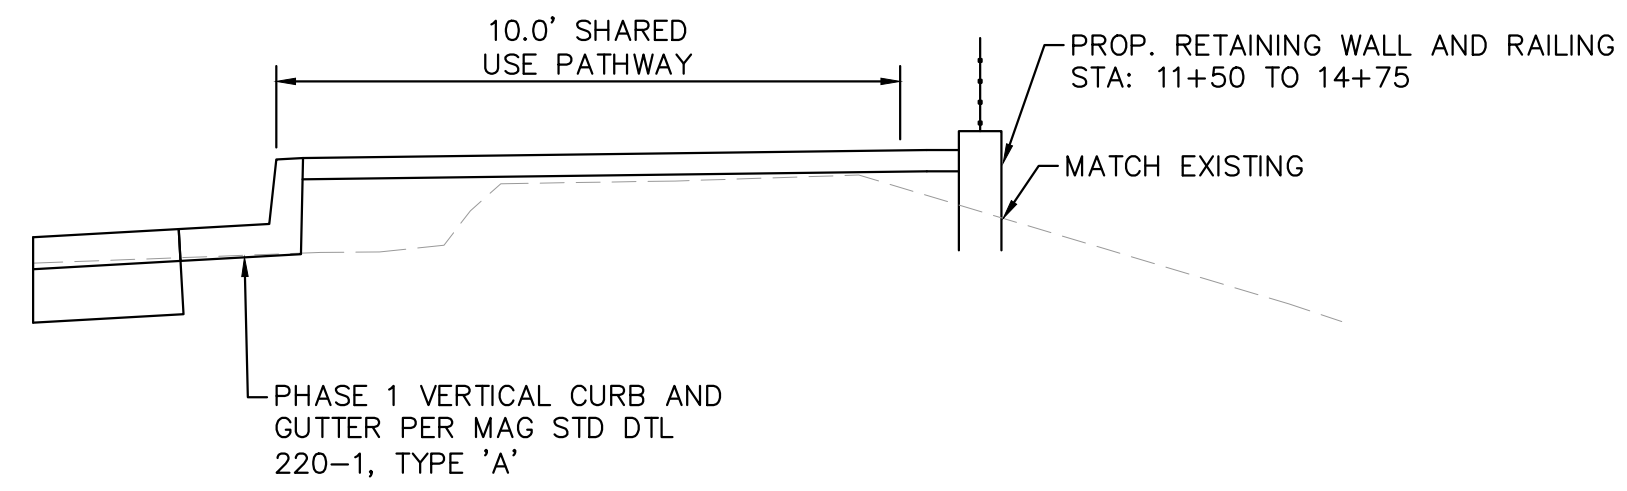 10.0' SHARED
USE PATHWAY
PROP. RETAINING WALL AND RAILING
STA: 11+50 TO 14+75
MATCH EXISTING
PHASE 1 VERTICAL CURB AND
GUTTER PER MAG STD DTL
220-1, TYPE 'A'